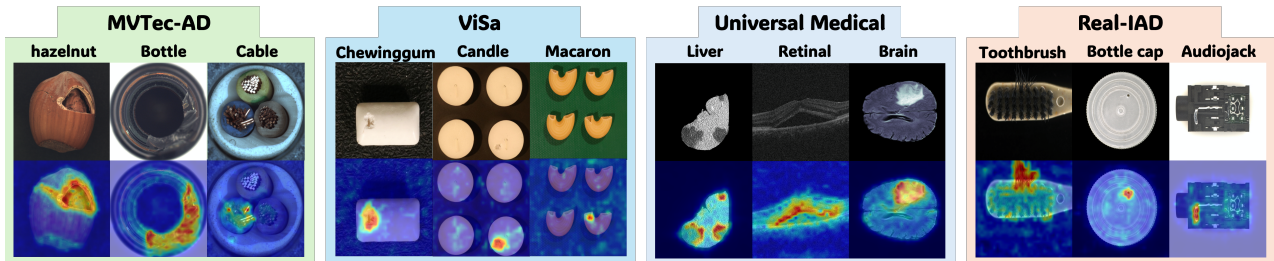 MVTec-AD
hazelnut Bottle Cable
ViSa
Chewinggum Candle Macaron
Universal Medical
Liver Retinal Brain
Real-IAD
Toothbrush Bottle cap Audiojack